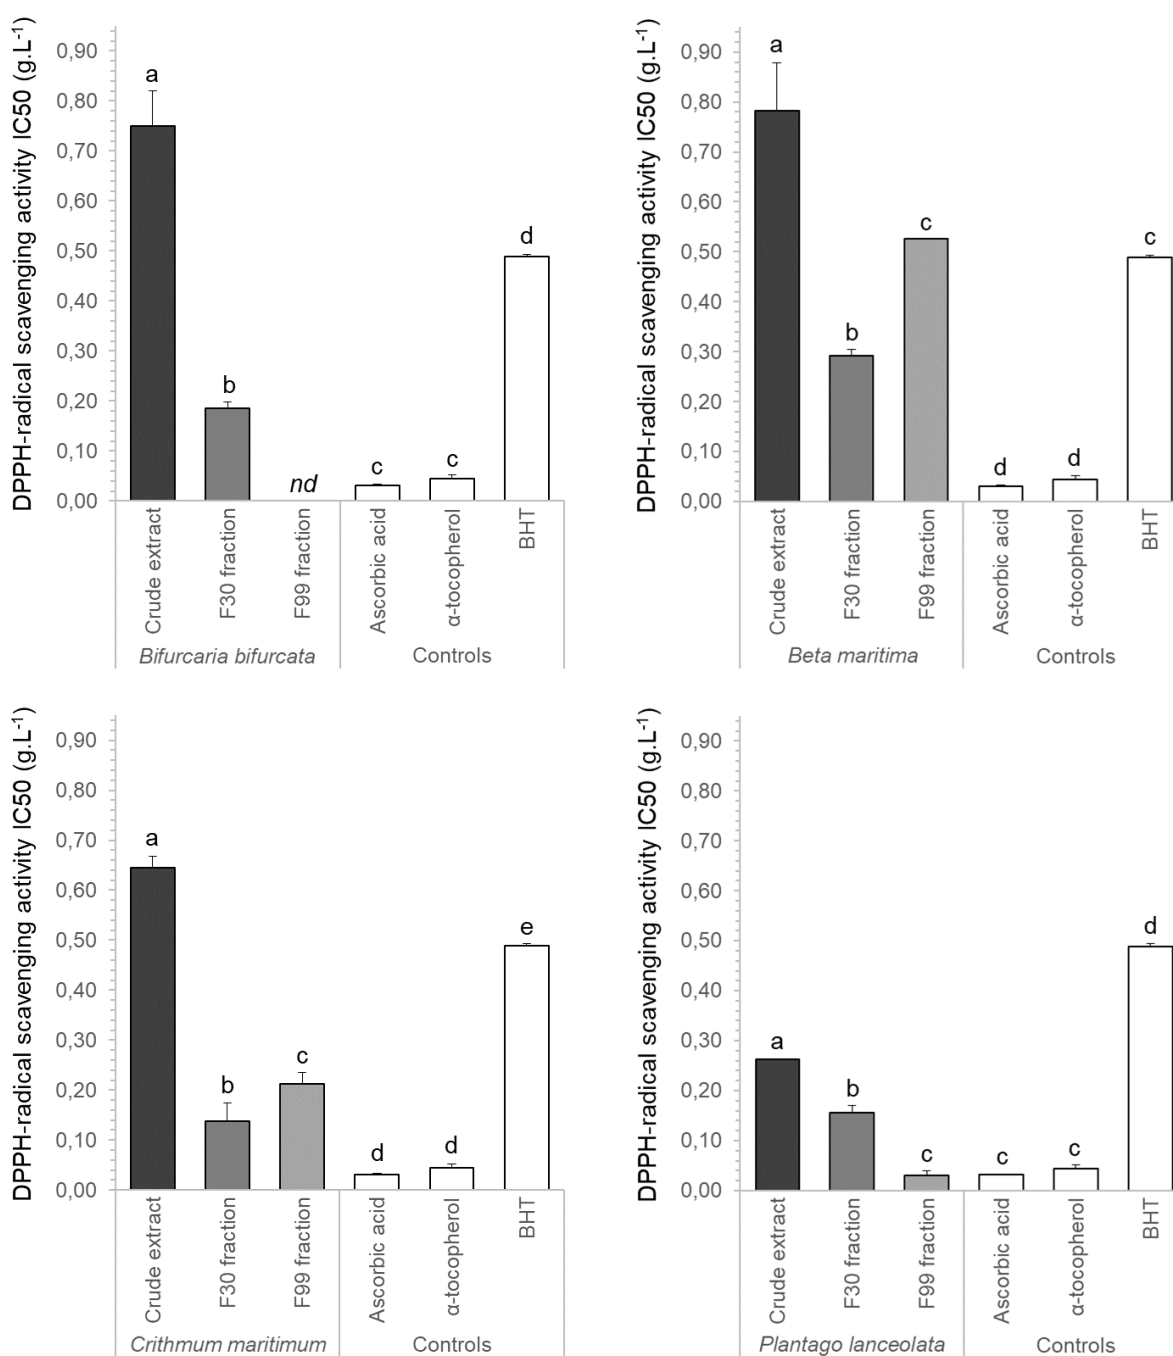 DPPH-radical scavenging activity IC50 (g.L⁻¹)
0,90
0,80
0,70
0,60
0,50
0,40
0,30
0,20
0,10
0,00
a
b
nd
c
c
d
Crude extract
F30 fraction
F99 fraction
Ascorbic acid
α-tocopherol
BHT
Bifurcaria bifurcata
Controls
DPPH-radical scavenging activity IC50 (g.L⁻¹)
0,90
0,80
0,70
0,60
0,50
0,40
0,30
0,20
0,10
0,00
a
b
c
d
d
c
Crude extract
F30 fraction
F99 fraction
Ascorbic acid
α-tocopherol
BHT
Beta maritima
Controls
DPPH-radical scavenging activity IC50 (g.L⁻¹)
0,90
0,80
0,70
0,60
0,50
0,40
0,30
0,20
0,10
0,00
a
b
c
d
d
e
Crude extract
F30 fraction
F99 fraction
Ascorbic acid
α-tocopherol
BHT
Crithmum maritimum
Controls
DPPH-radical scavenging activity IC50 (g.L⁻¹)
0,90
0,80
0,70
0,60
0,50
0,40
0,30
0,20
0,10
0,00
a
b
c
c
c
d
Crude extract
F30 fraction
F99 fraction
Ascorbic acid
α-tocopherol
BHT
Plantago lanceolata
Controls